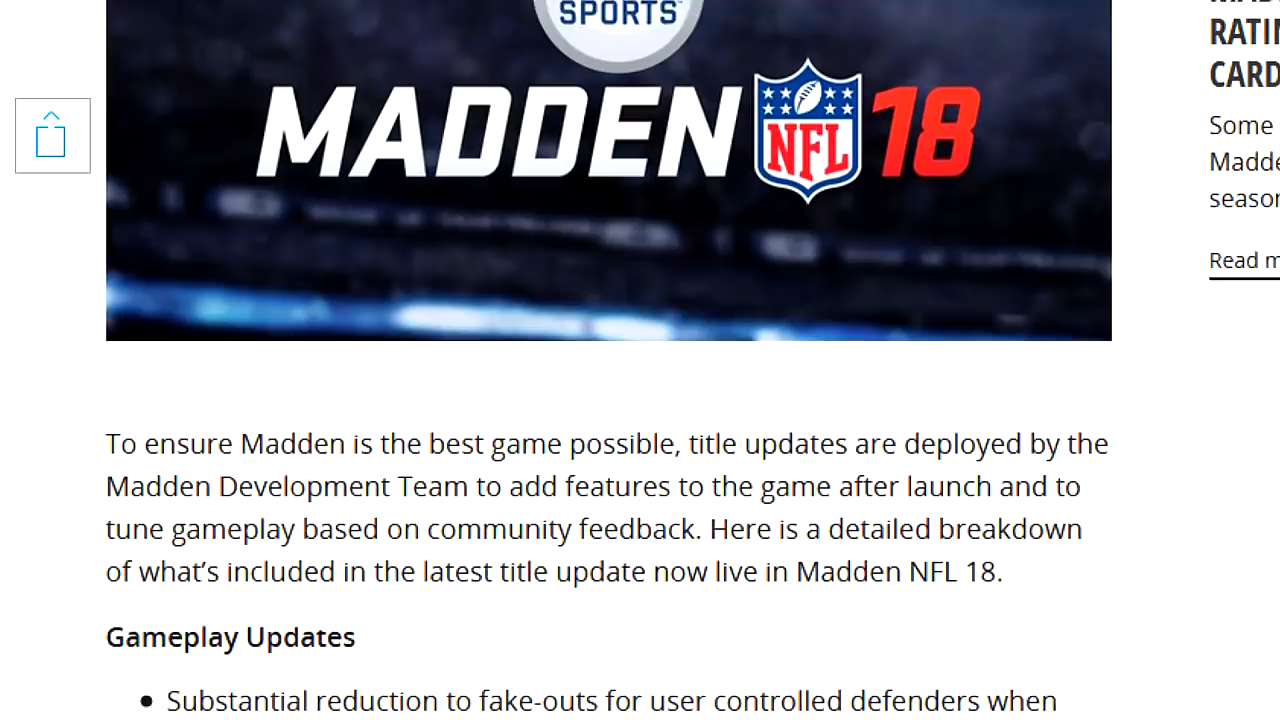 SPORTS
MADDEN NFL 18
To ensure Madden is the best game possible, title updates are deployed by the
Madden Development Team to add features to the game after launch and to
tune gameplay based on community feedback. Here is a detailed breakdown
of what’s included in the latest title update now live in Madden NFL 18.
Gameplay Updates
• Substantial reduction to fake-outs for user controlled defenders when
CARD
Some
Read